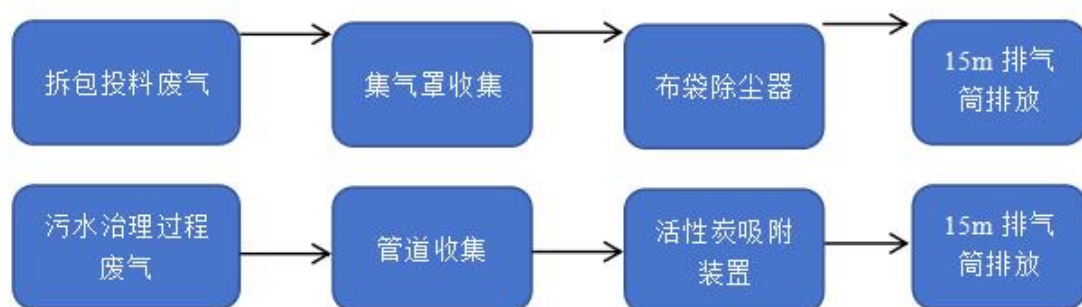 拆包投料废气
集气罩收集
布袋除尘器
15m 排气
筒排放
污水治理过程
废气
管道收集
活性炭吸附
装置
15m 排气
筒排放